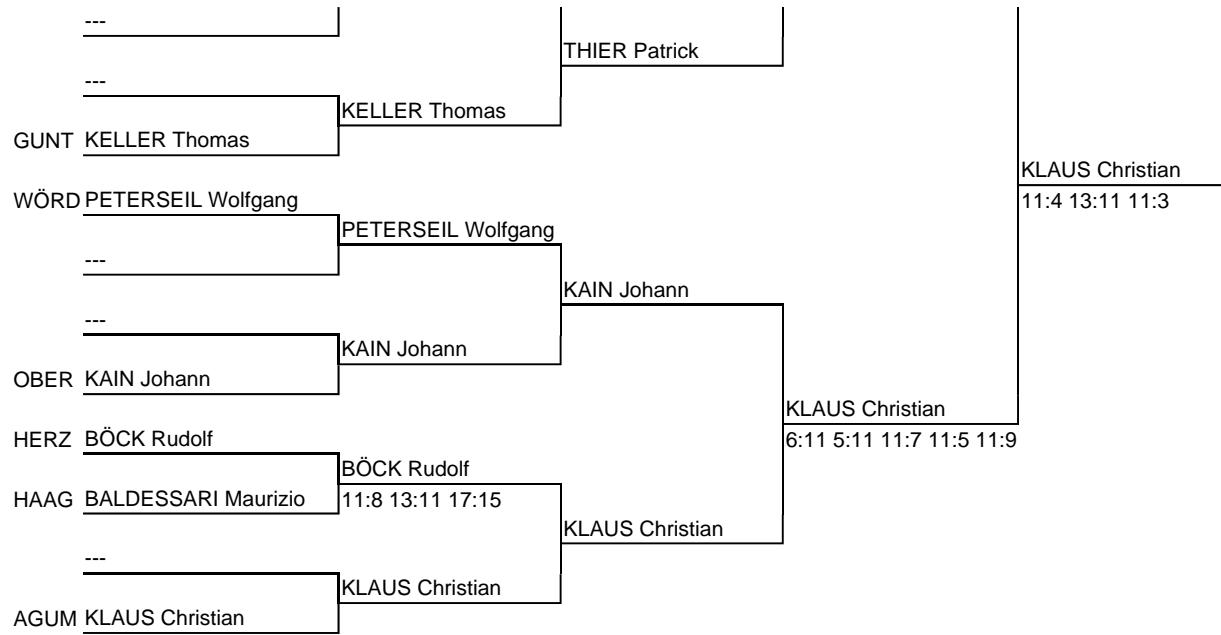 ---
THIER Patrick
---
KELLER Thomas
GUNT KELLER Thomas
KLAUS Christian
WÖRD PETERSEIL Wolfgang
11:4 13:11 11:3
PETERSEIL Wolfgang
---
KAIN Johann
---
KAIN Johann
OBER KAIN Johann
KLAUS Christian
HERZ BÖCK Rudolf
6:11 5:11 11:7 11:5 11:9
BÖCK Rudolf
HAAG BALDESSARI Maurizio
11:8 13:11 17:15
KLAUS Christian
---
KLAUS Christian
AGUM KLAUS Christian